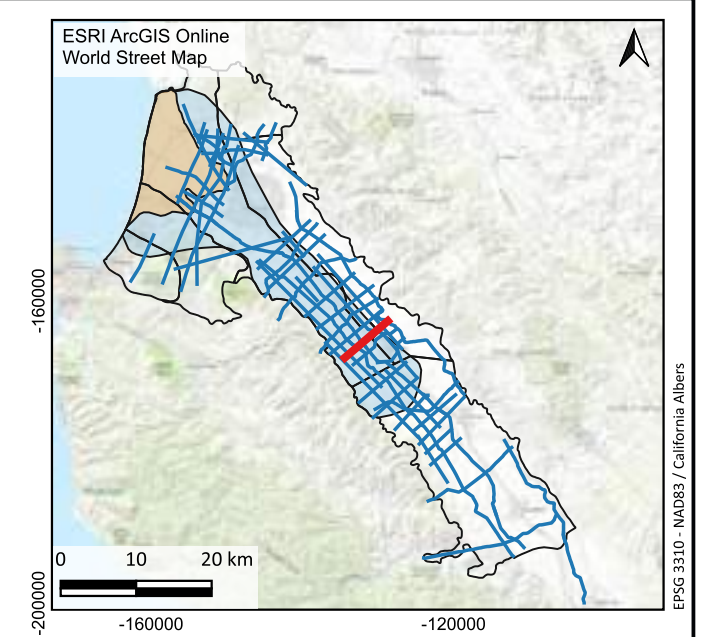 ESRI ArcGIS Online
World Street Map
-160000
-200000
EPSG 3310 - NAD83 / California Albers
0 10 20 km
-160000 -120000